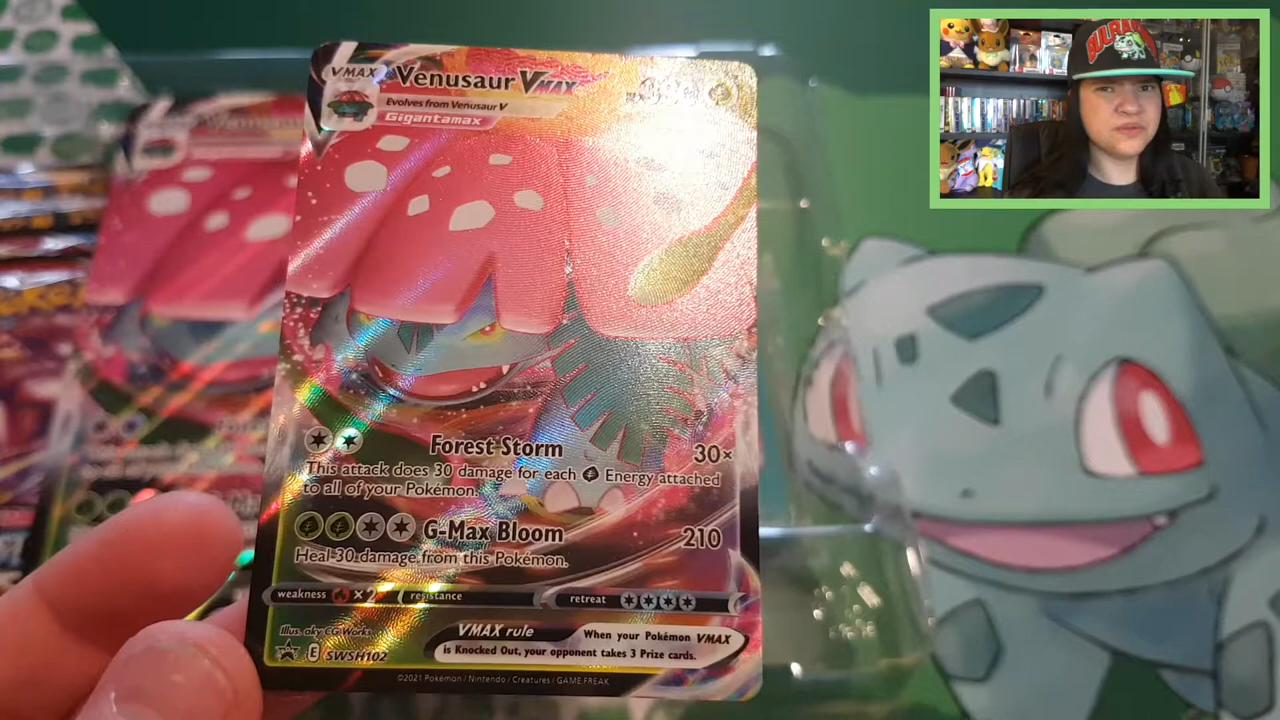 VMAX Venusaur VMAX
Evolves from Venusaur V
Gigantamax
Forest Storm 30×
This attack does 30 damage for each Energy attached
to all of your Pokémon.
G-Max Bloom 210
Heal 30 damage from this Pokémon.
weakness ×2 resistance retreat
Illus. aky CG Works
VMAX rule When your Pokémon VMAX
is Knocked Out, your opponent takes 3 Prize cards.
E SWSH102
©2021 Pokémon / Nintendo / Creatures / GAME FREAK